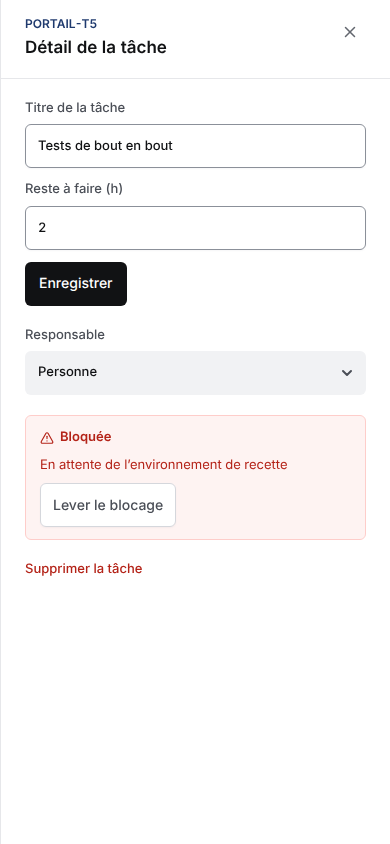 PORTAIL-T5
Détail de la tâche
Titre de la tâche
Tests de bout en bout
Reste à faire (h)
2
Enregistrer
Responsable
Personne
Bloquée
En attente de l’environnement de recette
Lever le blocage
Supprimer la tâche